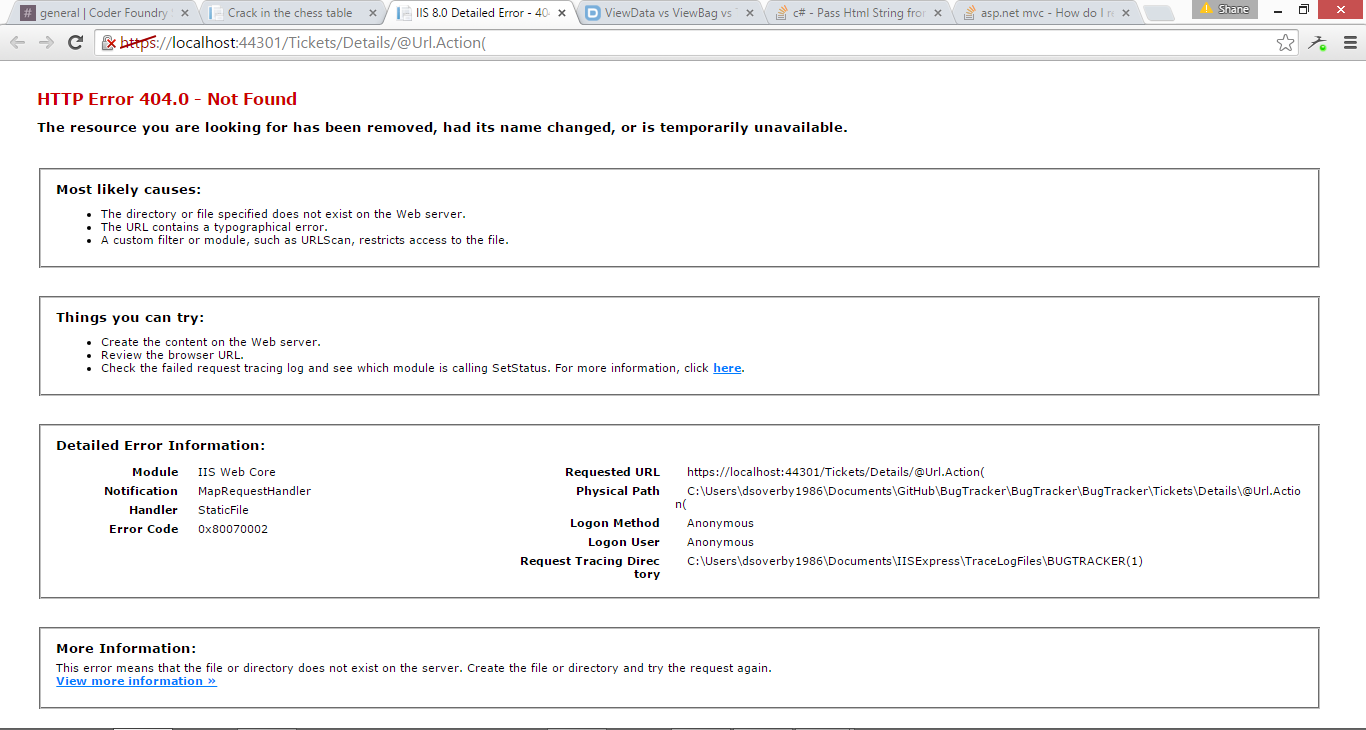 # general | Coder Foundry
Crack in the chess table
IIS 8.0 Detailed Error - 40
ViewData vs ViewBag vs
c# - Pass Html String fro
asp.net mvc - How do I re
Shane
https://localhost:44301/Tickets/Details/@Url.Action(
HTTP Error 404.0 - Not Found
The resource you are looking for has been removed, had its name changed, or is temporarily unavailable.
Most likely causes:
• The directory or file specified does not exist on the Web server.
• The URL contains a typographical error.
• A custom filter or module, such as URLScan, restricts access to the file.
Things you can try:
• Create the content on the Web server.
• Review the browser URL.
• Check the failed request tracing log and see which module is calling SetStatus. For more information, click here.
Detailed Error Information:
Module IIS Web Core
Notification MapRequestHandler
Handler StaticFile
Error Code 0x80070002
Requested URL https://localhost:44301/Tickets/Details/@Url.Action(
Physical Path C:\Users\dsoverby1986\Documents\GitHub\BugTracker\BugTracker\BugTracker\Tickets\Details\@Url.Actio
n(
Logon Method Anonymous
Logon User Anonymous
Request Tracing Direc C:\Users\dsoverby1986\Documents\IISExpress\TraceLogFiles\BUGTRACKER(1)
tory
More Information:
This error means that the file or directory does not exist on the server. Create the file or directory and try the request again.
View more information »